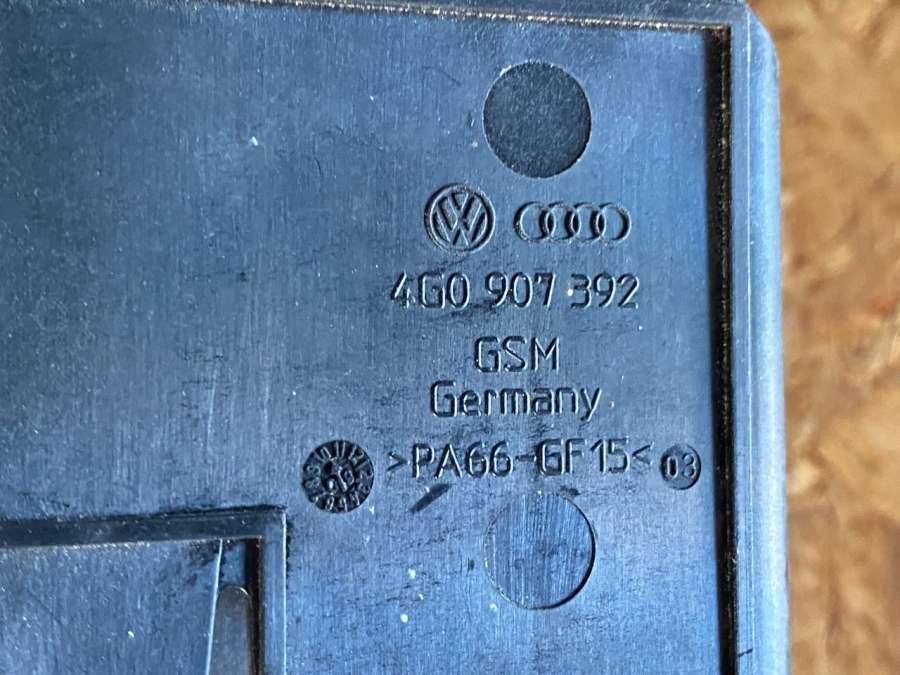 4G0 907 392
GSM
Germany
>PA66-GF15<
03